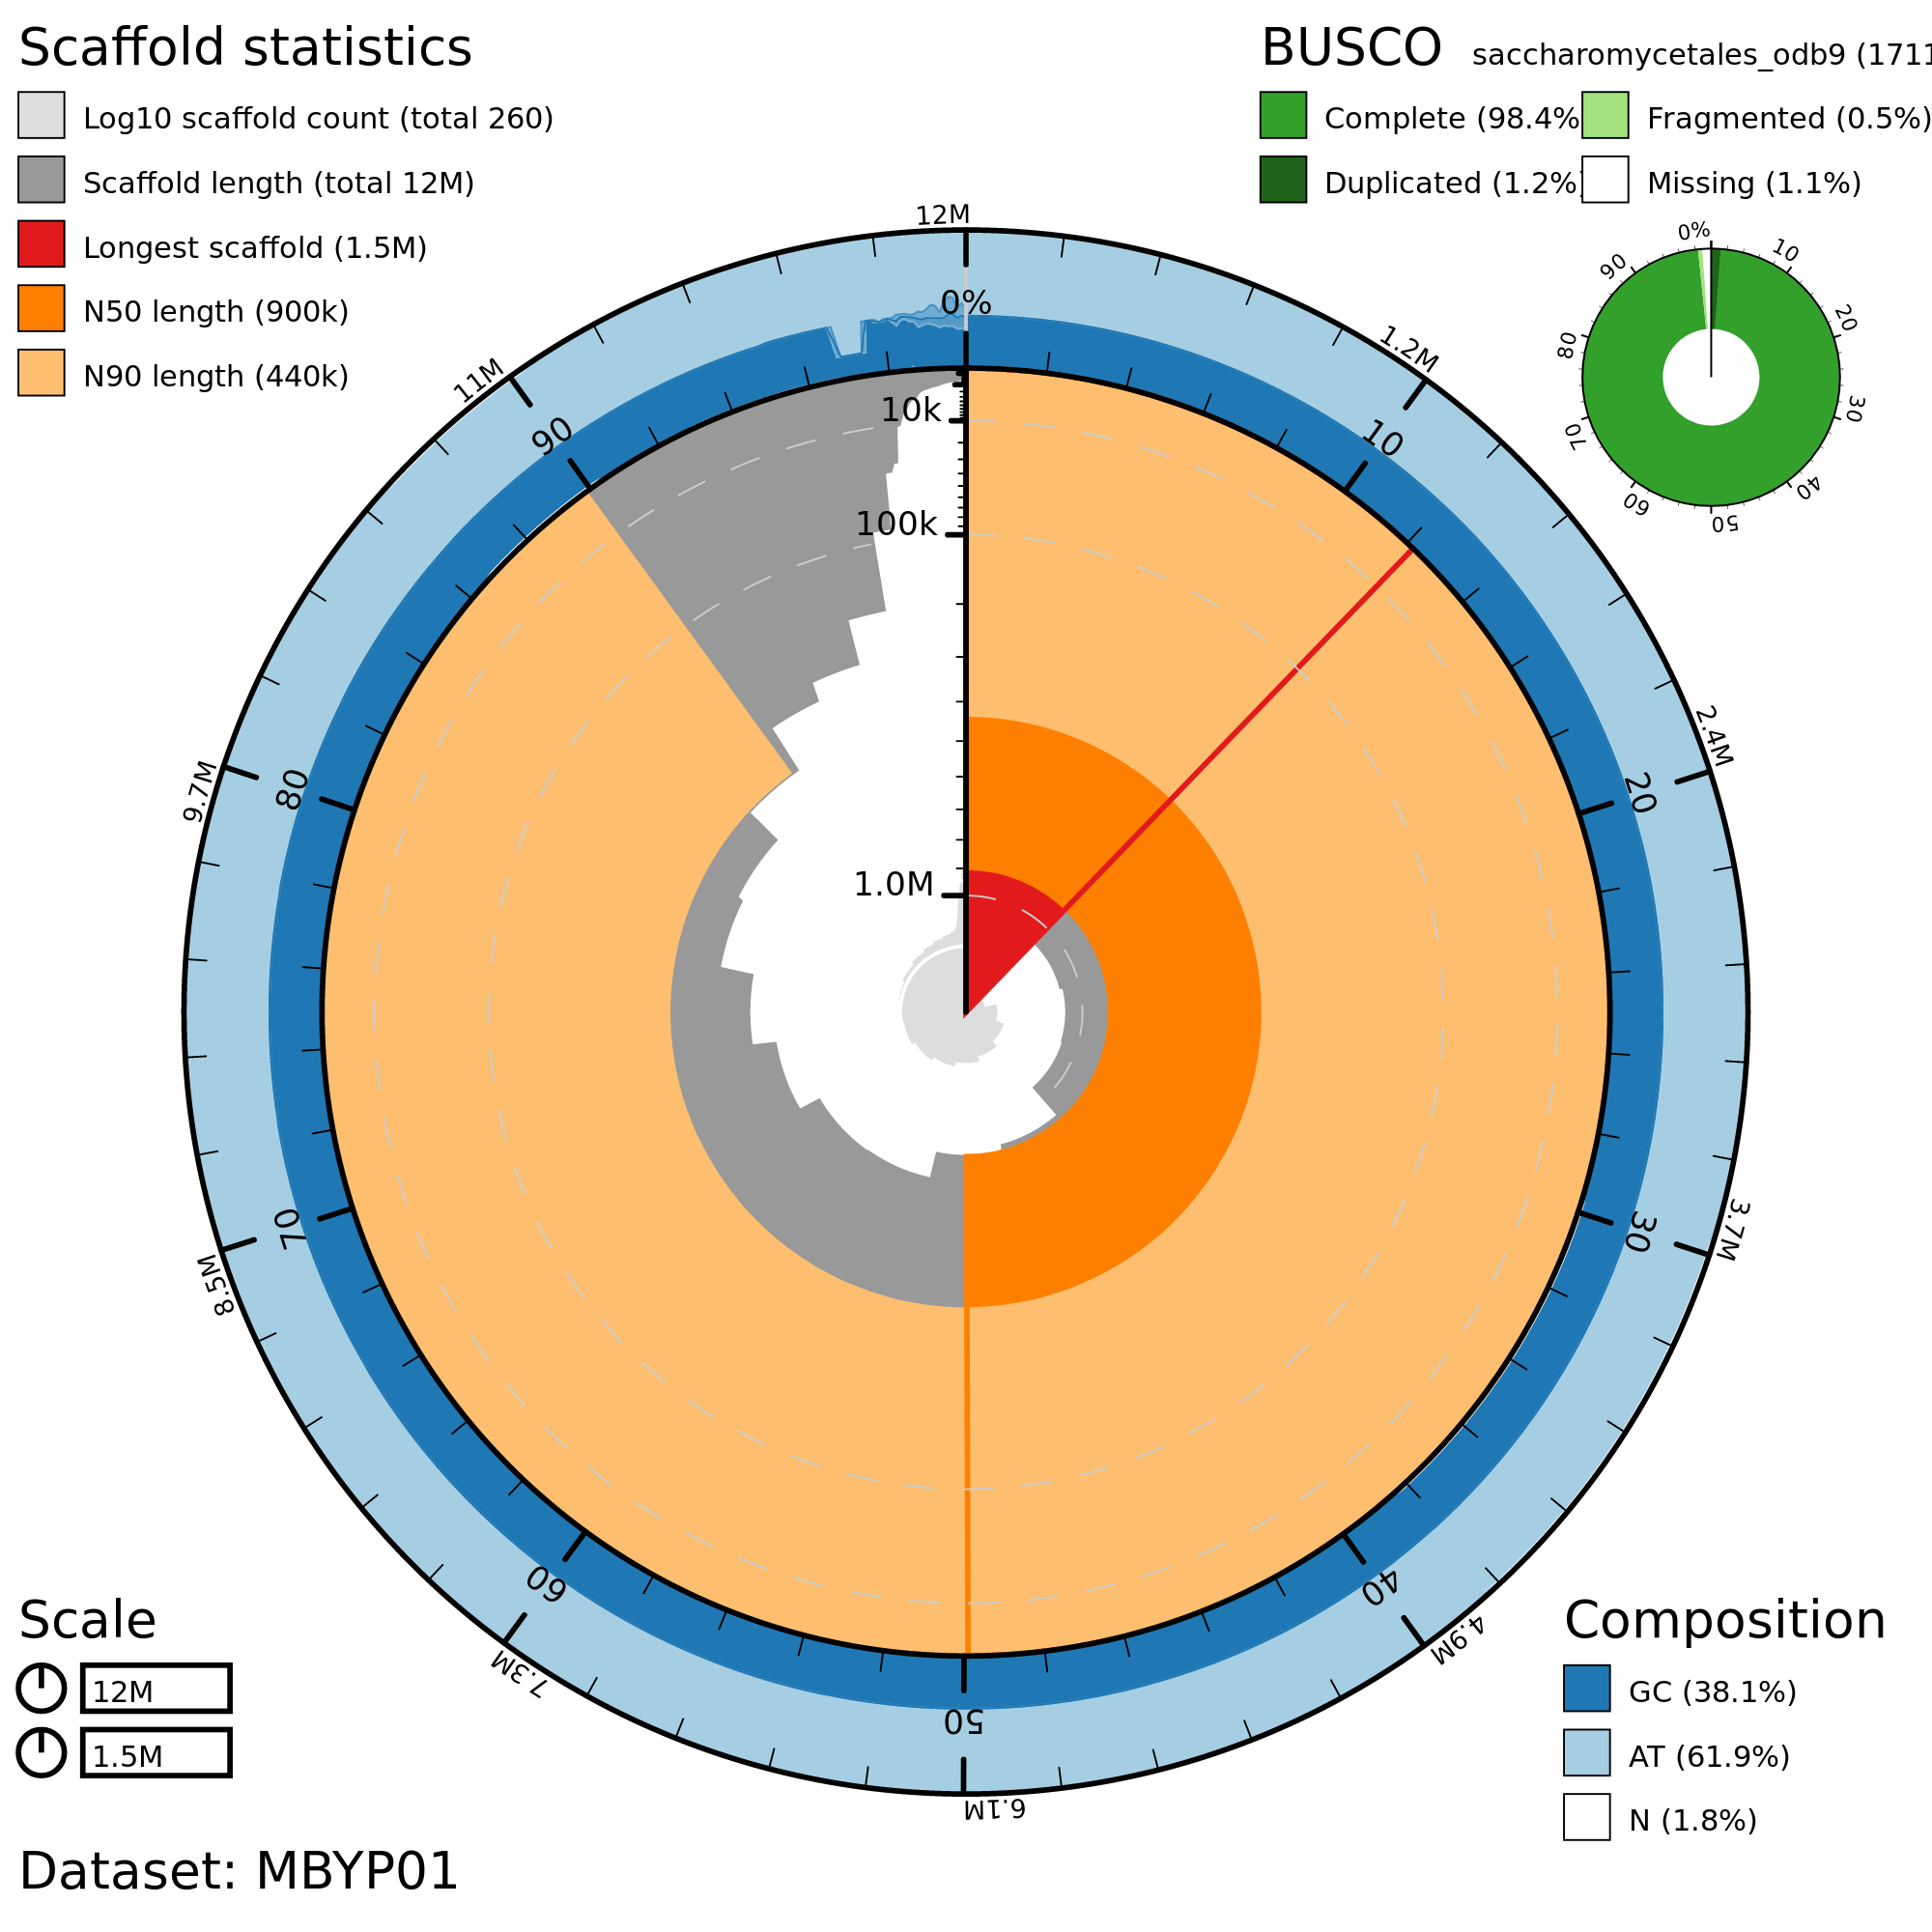 Scaffold statistics
Log10 scaffold count (total 260)
Scaffold length (total 12M)
Longest scaffold (1.5M)
N50 length (900k)
N90 length (440k)
BUSCO saccharomycetales_odb9 (1711
Complete (98.4%
Fragmented (0.5%)
Duplicated (1.2%)
Missing (1.1%)
0%
10
20
30
40
50
60
70
80
90
12M
1.2M
2.4M
3.7M
4.9M
6.1M
7.3M
8.5M
9.7M
11M
0%
10
20
30
40
50
60
70
80
90
10k
100k
1.0M
Scale
12M
1.5M
Composition
GC (38.1%)
AT (61.9%)
N (1.8%)
Dataset: MBYP01